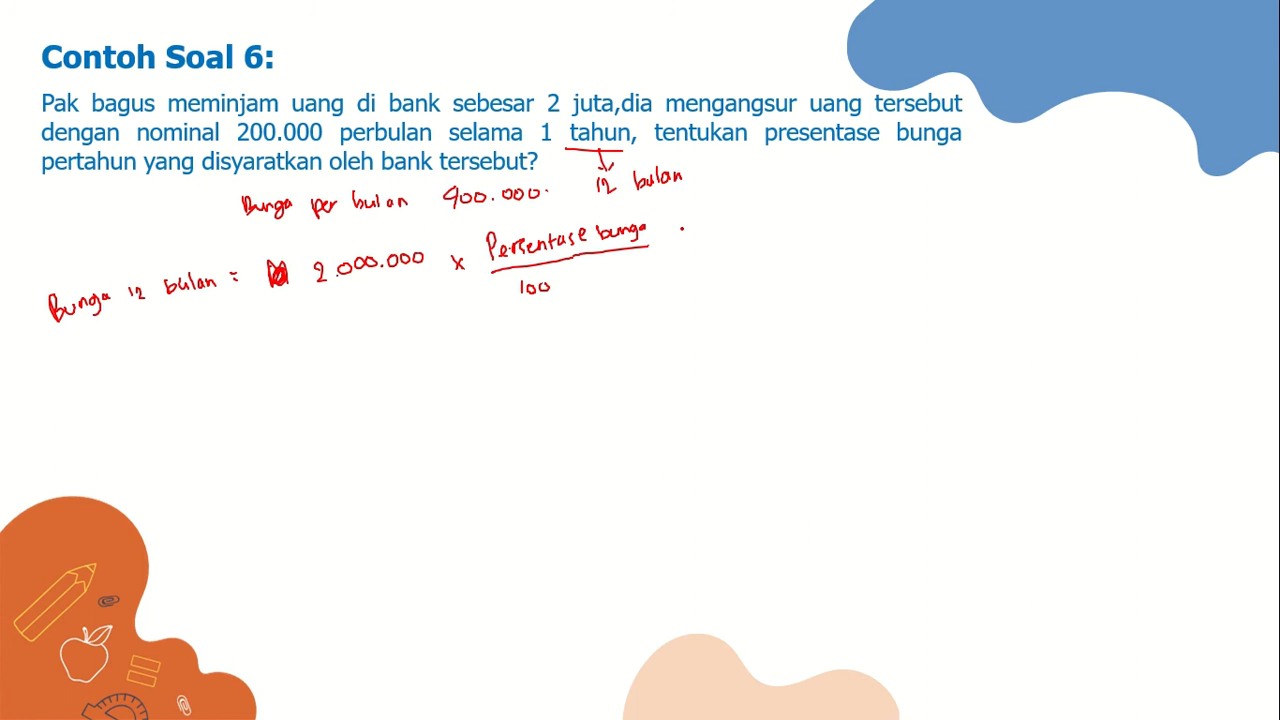 Contoh Soal 6:
Pak bagus meminjam uang di bank sebesar 2 juta,dia mengangsur uang tersebut
dengan nominal 200.000 perbulan selama 1 tahun, tentukan presentase bunga
pertahun yang disyaratkan oleh bank tersebut?
Bunga per bulan 400.000. 12 bulan
Bunga 12 bulan = 2.000.000 x Persentase bunga
100